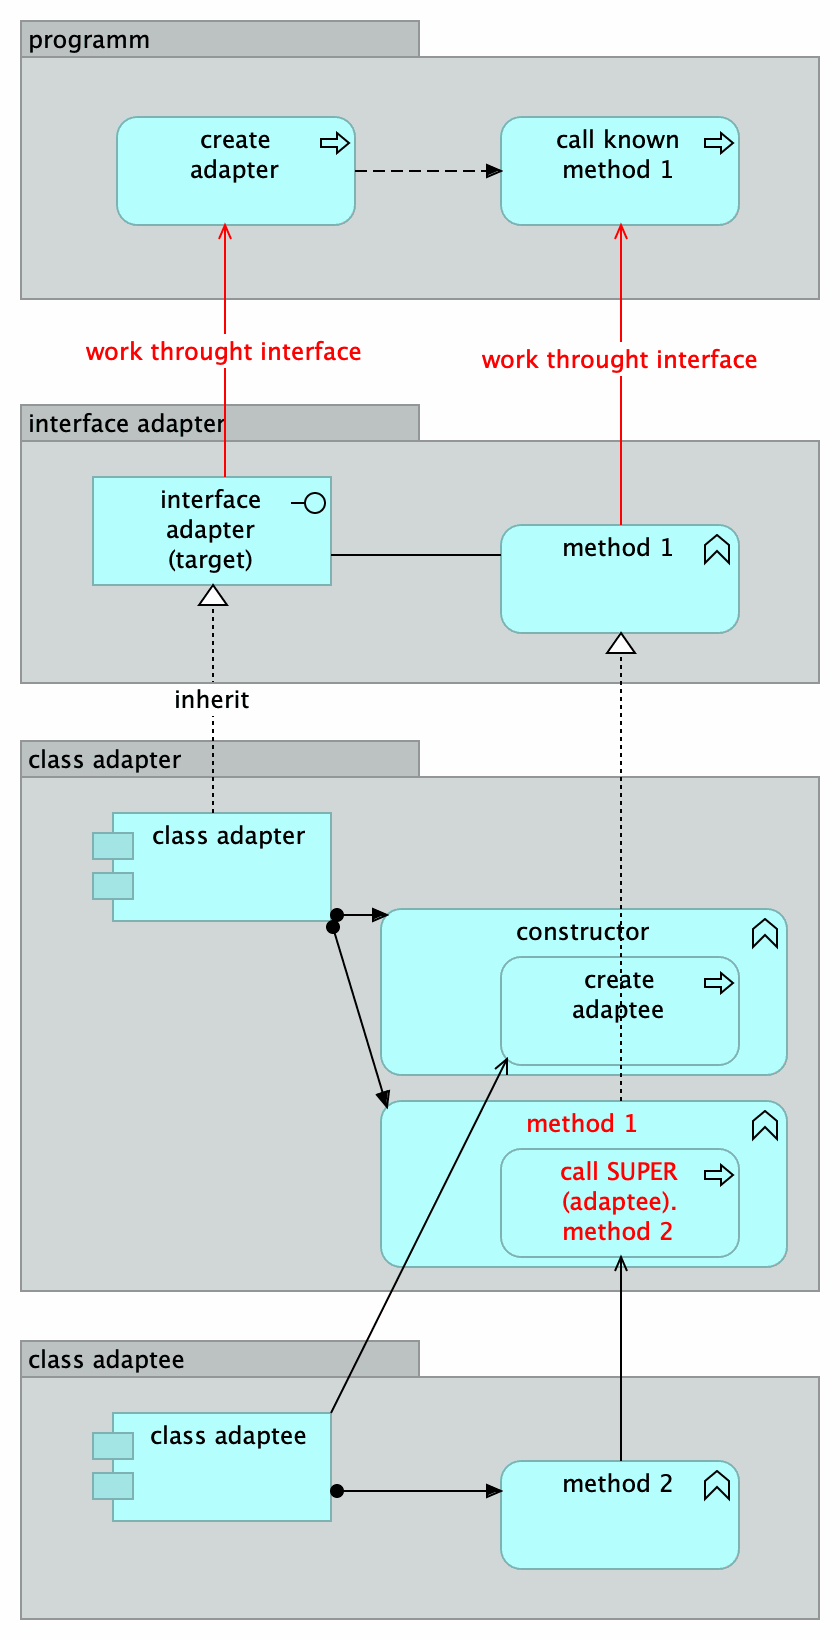 programm
create
adapter
call known
method 1
work throught interface
work throught interface
interface adapter
interface
adapter
(target)
method 1
inherit
class adapter
class adapter
constructor
create
adaptee
method 1
call SUPER
(adaptee).
method 2
class adaptee
class adaptee
method 2